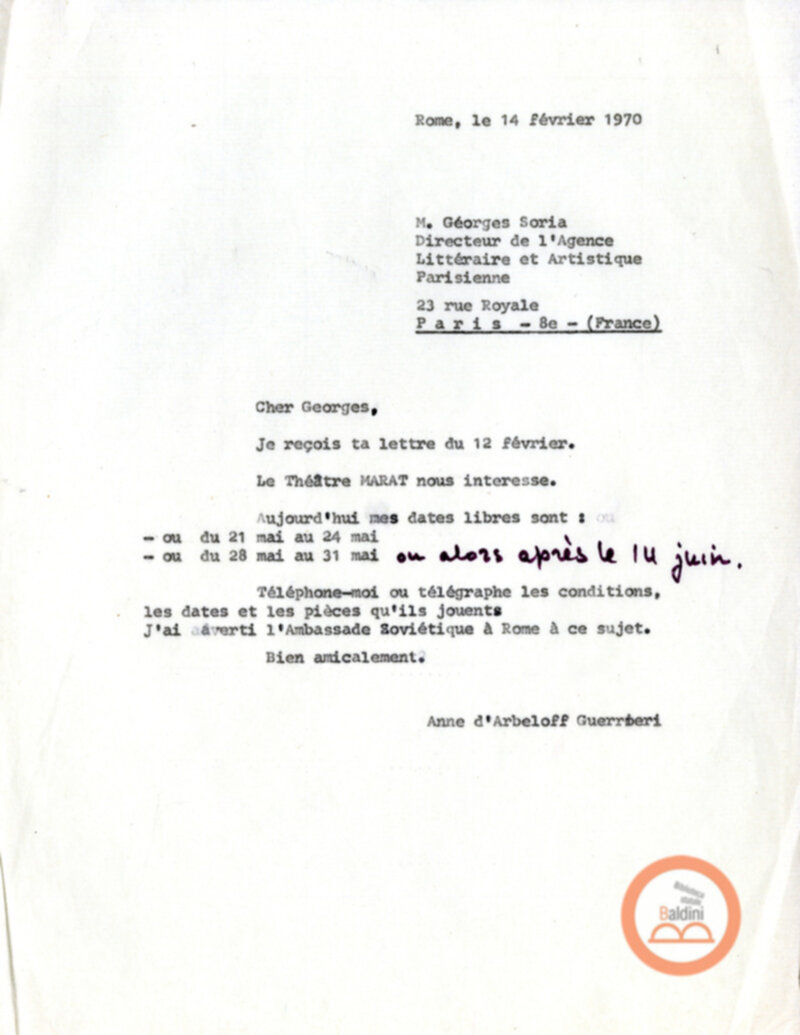 Rome, le 14 février 1970
M. Géorges Soria
Directeur de l'Agence
Littéraire et Artistique
Parisienne
23 rue Royale
P a r i s - 8e - (France)
Cher Georges,
Je reçois ta lettre du 12 février.
Le Théâtre MARAT nous interesse.
Aujourd'hui mes dates libres sont : ou
- ou du 21 mai au 24 mai
- ou du 28 mai au 31 mai ou alors après le 14 juin.
Téléphone-moi ou télégraphe les conditions,
les dates et les pièces qu'ils jouents
J'ai averti l'Ambassade Soviétique à Rome à ce sujet.
Bien amicalement.
Anne d'Arbeloff Guerrieri
Biblioteca
statale
Baldini